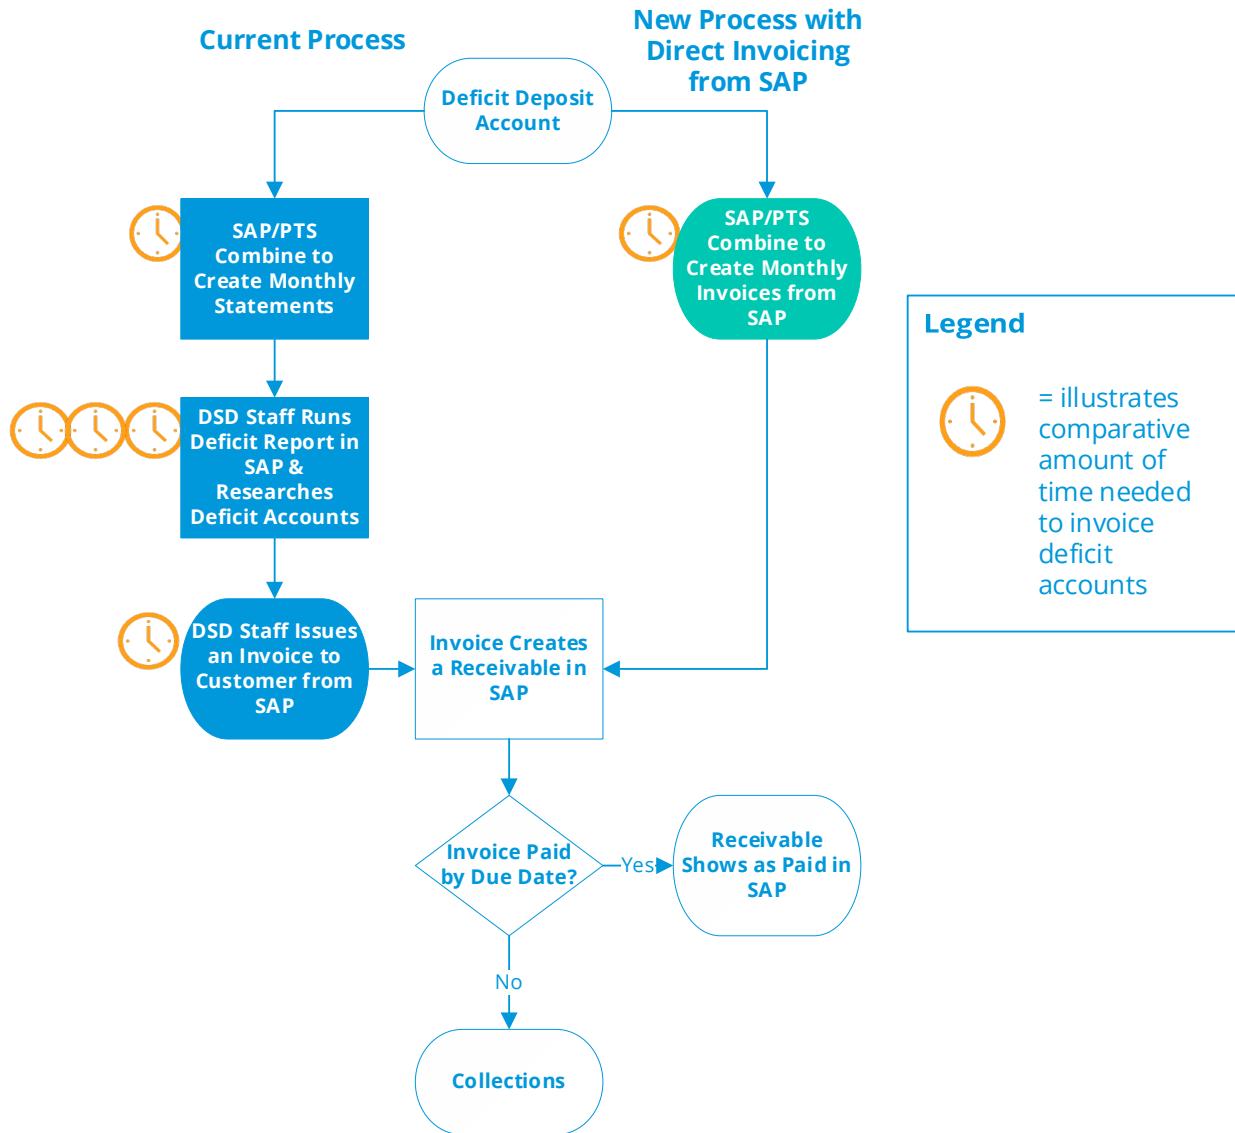 Current Process
New Process with
Direct Invoicing
from SAP
Deficit Deposit
Account
SAP/PTS
Combine to
Create Monthly
Statements
SAP/PTS
Combine to
Create Monthly
Invoices from
SAP
DSD Staff Runs
Deficit Report in
SAP &
Researches
Deficit Accounts
DSD Staff Issues
an Invoice to
Customer from
SAP
Invoice Creates
a Receivable in
SAP
Invoice Paid
by Due Date?
Yes
Receivable
Shows as Paid in
SAP
No
Collections
Legend
= illustrates
comparative
amount of
time needed
to invoice
deficit
accounts